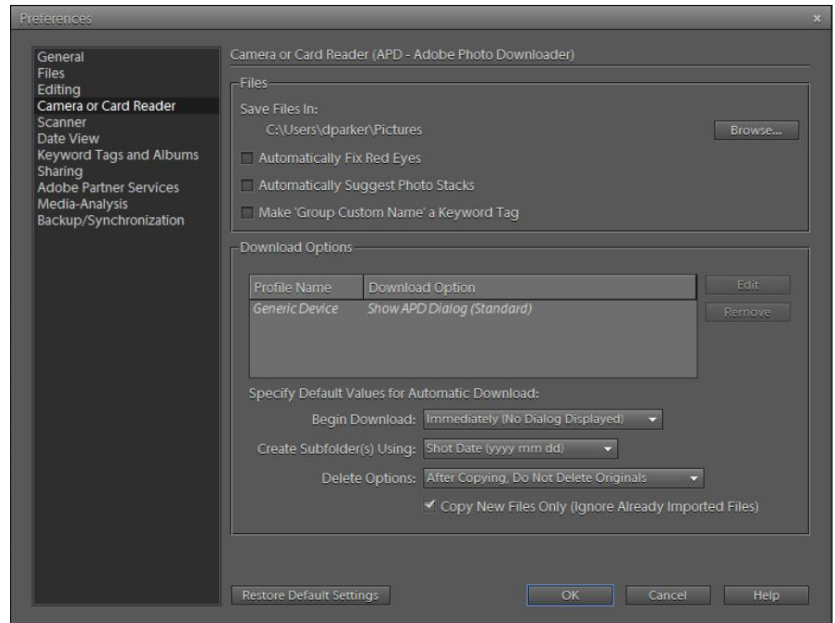 Preferences
General
Files
Editing
Camera or Card Reader
Scanner
Date View
Keyword Tags and Albums
Sharing
Adobe Partner Services
Media-Analysis
Backup/Synchronization
Camera or Card Reader (APD - Adobe Photo Downloader)
Files
Save Files In:
C:\Users\dparker\Pictures
Browse...
Automatically Fix Red Eyes
Automatically Suggest Photo Stacks
Make 'Group Custom Name' a Keyword Tag
Download Options
Profile Name Download Option
Generic Device Show APD Dialog (Standard)
Edit
Remove
Specify Default Values for Automatic Download:
Begin Download: Immediately (No Dialog Displayed)
Create Subfolder(s) Using: Shot Date (yyyy mm dd)
Delete Options: After Copying, Do Not Delete Originals
Copy New Files Only (Ignore Already Imported Files)
Restore Default Settings OK Cancel Help